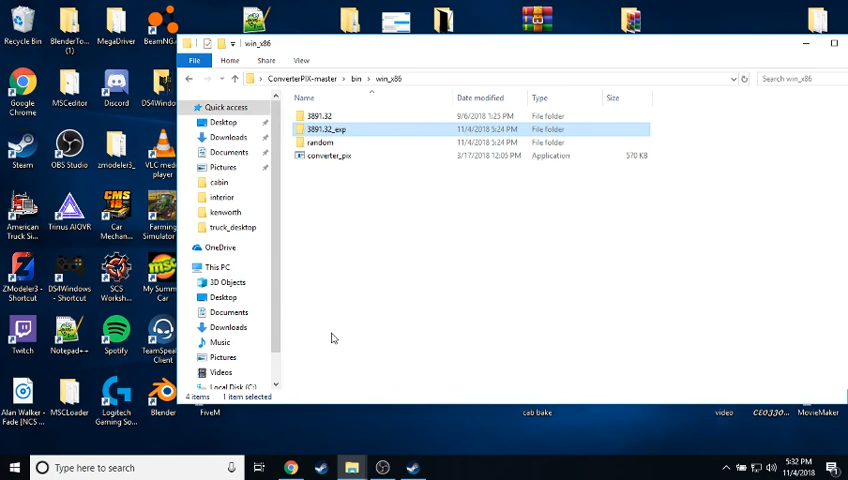 win_x86
File
Home
Share
View
ConverterPIX-master
bin
win_x86
Search win_x86
Name
Date modified
Type
Size
Quick access
Desktop
Downloads
Documents
Pictures
cabin
interior
kenworth
truck_desktop
OneDrive
This PC
3D Objects
Desktop
Documents
Downloads
Music
Pictures
Videos
Local Disk (C:)
3891.32
9/6/2018 1:25 PM
File folder
3891.32_exp
11/4/2018 5:24 PM
File folder
random
11/4/2018 5:24 PM
File folder
converter_pix
3/17/2018 12:05 PM
Application
570 KB
4 items
1 item selected
Recycle Bin
BlenderTo...
(1)
MegaDriver
BeamNG.
Google
Chrome
MSCeditor
Discord
DS4Window
Steam
OBS Studio
zmodeler3_
VLC med
player
American
Truck Si...
Trinus AIOVR
Car
Mechan...
Farming
Simulator
ZModeler3 -
Shortcut
DS4Windows
- Shortcut
SCS
Worksh...
My Summ
Car
Twitch
Notepad++
Spotify
TeamSpeak
Client
Alan Walker -
Fade [NCS ...
MSCLoader
Logitech
Gaming So...
Blender
FiveM
cab bake
video
MovieMaker
Type here to search
5:32 PM
11/4/2018